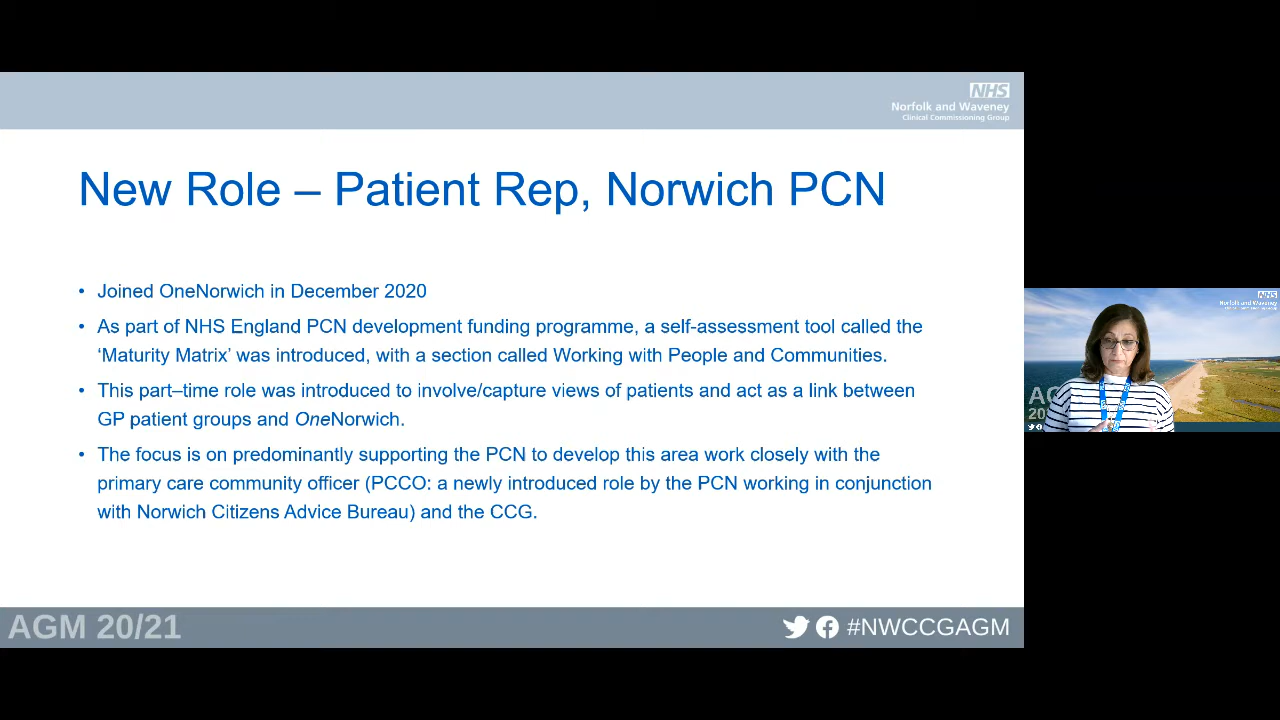 NHS
Norfolk and Waveney
Clinical Commissioning Group
New Role – Patient Rep, Norwich PCN
• Joined OneNorwich in December 2020
• As part of NHS England PCN development funding programme, a self-assessment tool called the
‘Maturity Matrix’ was introduced, with a section called Working with People and Communities.
• This part–time role was introduced to involve/capture views of patients and act as a link between
GP patient groups and OneNorwich.
• The focus is on predominantly supporting the PCN to develop this area work closely with the
primary care community officer (PCCO: a newly introduced role by the PCN working in conjunction
with Norwich Citizens Advice Bureau) and the CCG.
AGM 20/21
#NWCCGAGM
NHS
Norfolk and Waveney